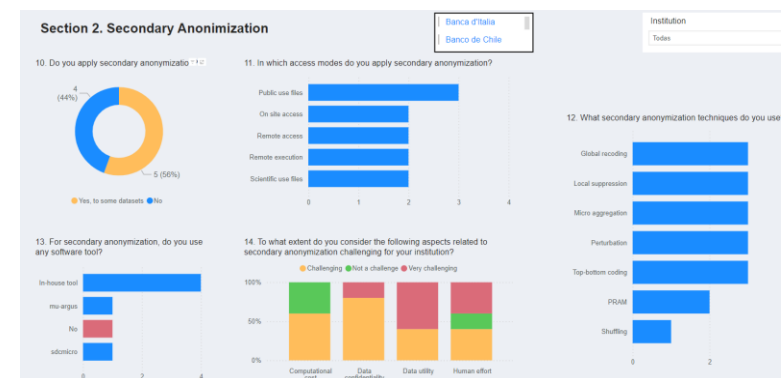 Section 2. Secondary Anonimization
Banca d'Italia
Banco de Chile
Institution
Todas
10. Do you apply secondary anonymizatio
4
(44%)
5 (56%)
Yes, to some datasets
No
11. In which access modes do you apply secondary anonymization?
Public use files
On site access
Remote access
Remote execution
Scientific use files
0 1 2 3 4
12. What secondary anonymization techniques do you use
Global recoding
Local suppression
Micro aggregation
Perturbation
Top-bottom coding
PRAM
Shuffling
0 2
13. For secondary anonymization, do you use
any software tool?
In-house tool
mu-argus
No
sdcmicro
0 2 4
14. To what extent do you consider the following aspects related to
secondary anonymization challenging for your institution?
Challenging Not a challenge Very challenging
100%
50%
0%
Computational
cost
Data
confidentiality
Data utility
Human effort